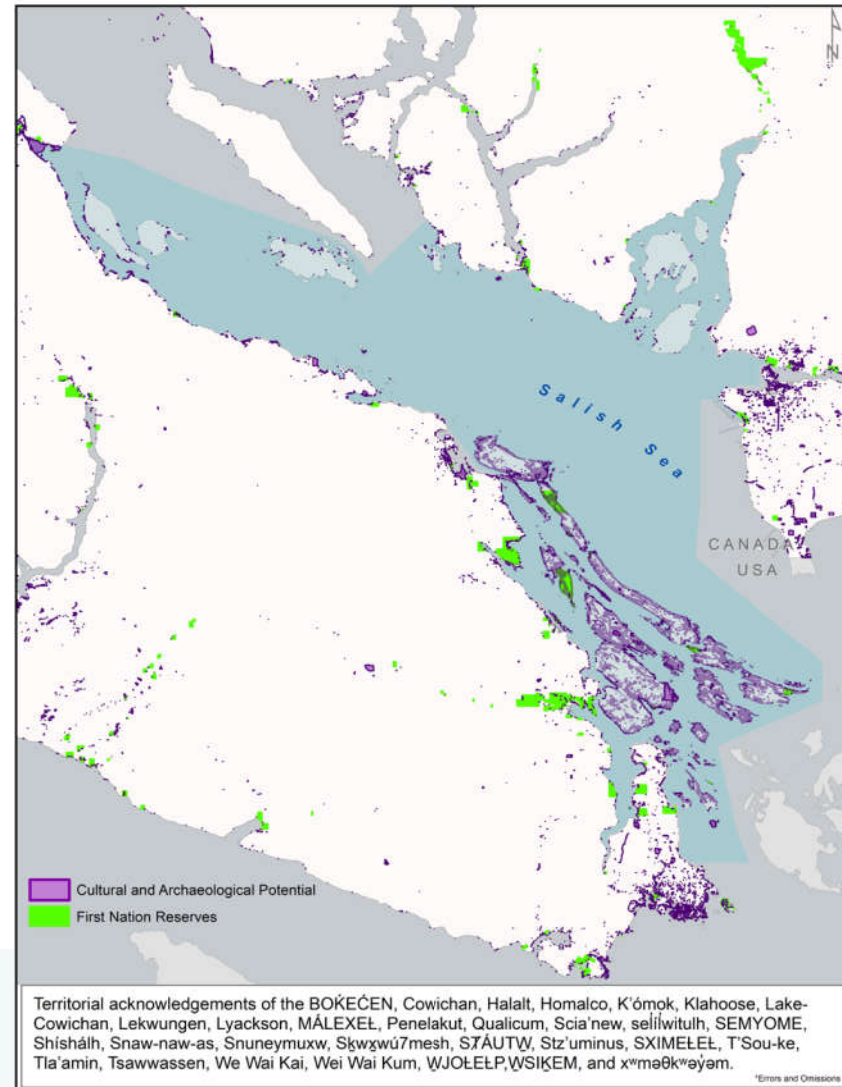 N
Salish Sea
CANADA
USA
Cultural and Archaeological Potential
First Nation Reserves
Territorial acknowledgements of the BOḰEĆEN, Cowichan, Halalt, Homalco, K'ómok, Klahoose, Lake-
Cowichan, Lekwungen, Lyackson, MÁLEXEŁ, Penelakut, Qualicum, Scia'new, selíl̓witulh, SEMYOME,
Shíshálh, Snaw-naw-as, Snuneymuxw, Sḵwx̱wú7mesh, SȾÁUTW̱, Stz'uminus, SXIMEŁEŁ, T'Sou-ke,
Tla'amin, Tsawwassen, We Wai Kai, Wei Wai Kum, W̱JOŁEŁP,W̱SIḴEM, and xʷməθkʷəy̓əm.
*Errors and Omissions